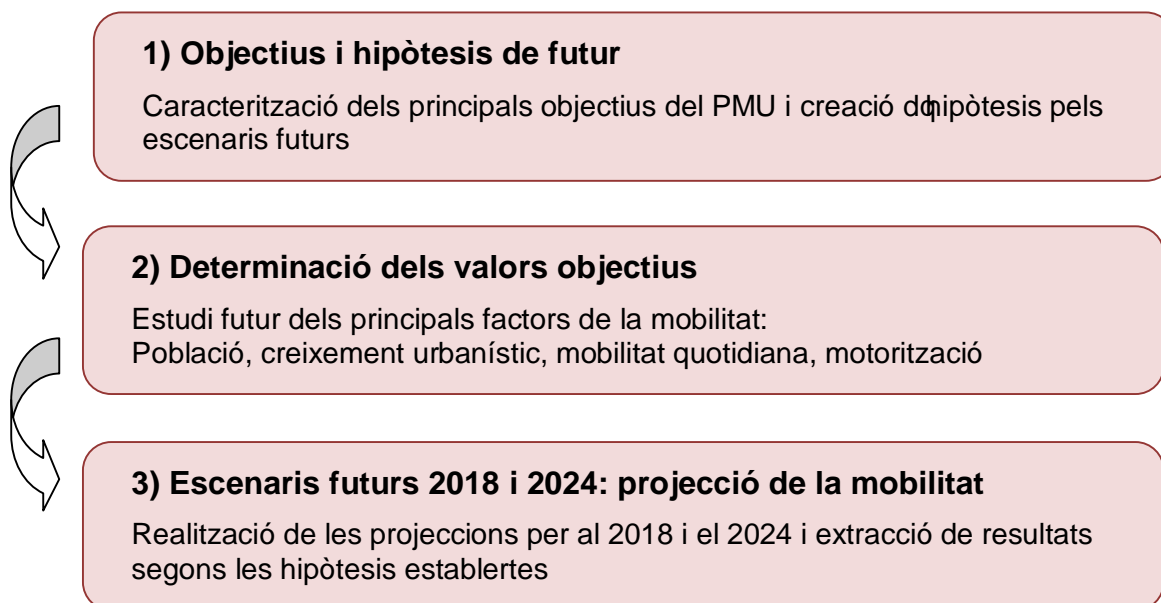 1) Objectius i hipòtesis de futur
Caracterització dels principals objectius del PMU i creació dqhipòtesis pels
escenaris futurs
2) Determinació dels valors objectius
Estudi futur dels principals factors de la mobilitat:
Població, creixement urbanístic, mobilitat quotidiana, motorització
3) Escenaris futurs 2018 i 2024: projecció de la mobilitat
Realització de les projeccions per al 2018 i el 2024 i extracció de resultats
segons les hipòtesis establertes